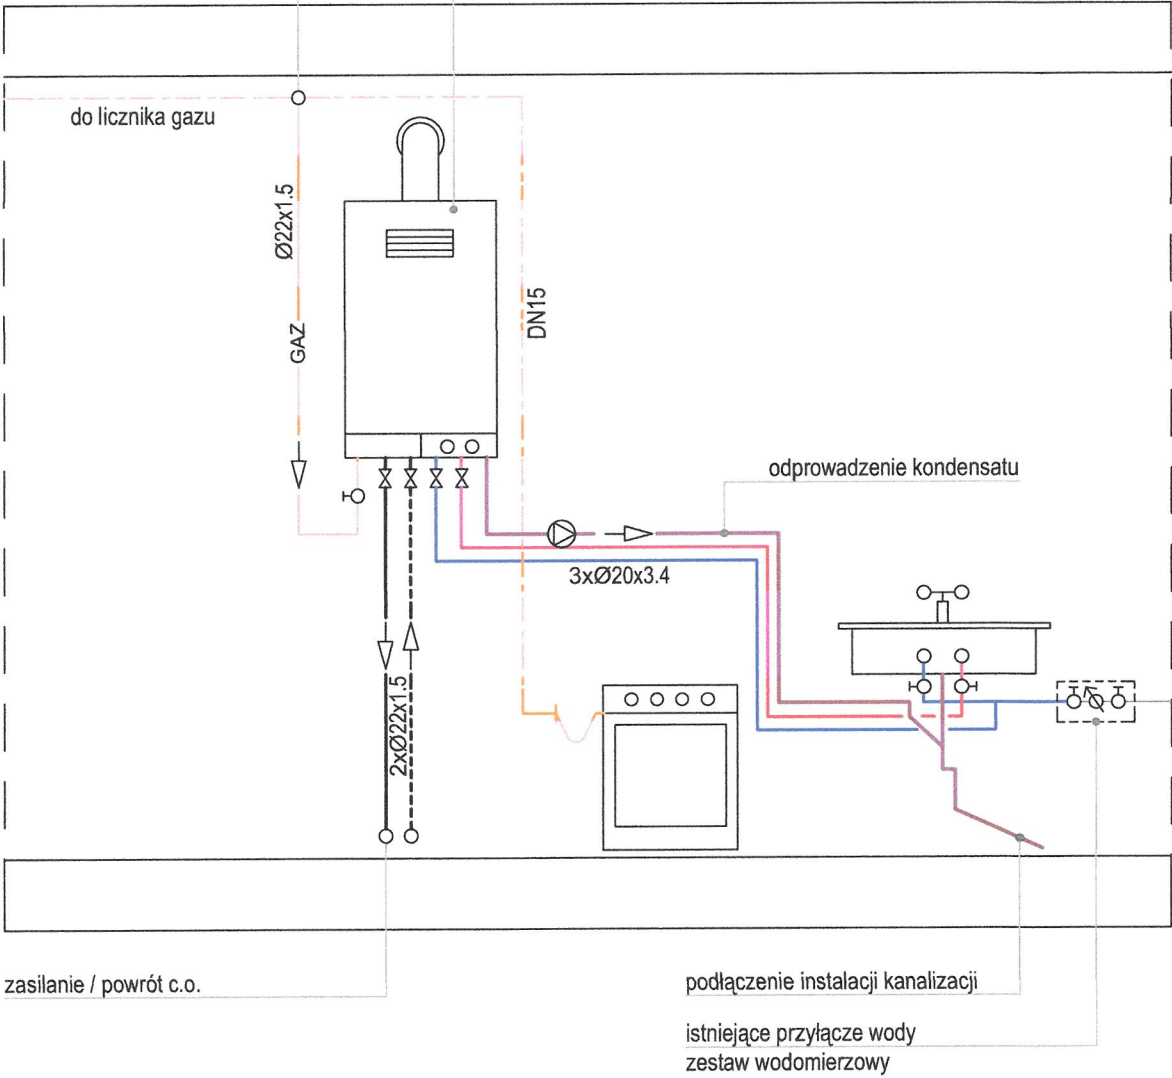 do licznika gazu
Ø22x1.5
GAZ
DN15
odprowadzenie kondensatu
3xØ20x3.4
2xØ22x1.5
zasilanie / powrót c.o.
podłączenie instalacji kanalizacji
istniejące przyłącze wody
zestaw wodomierzowy